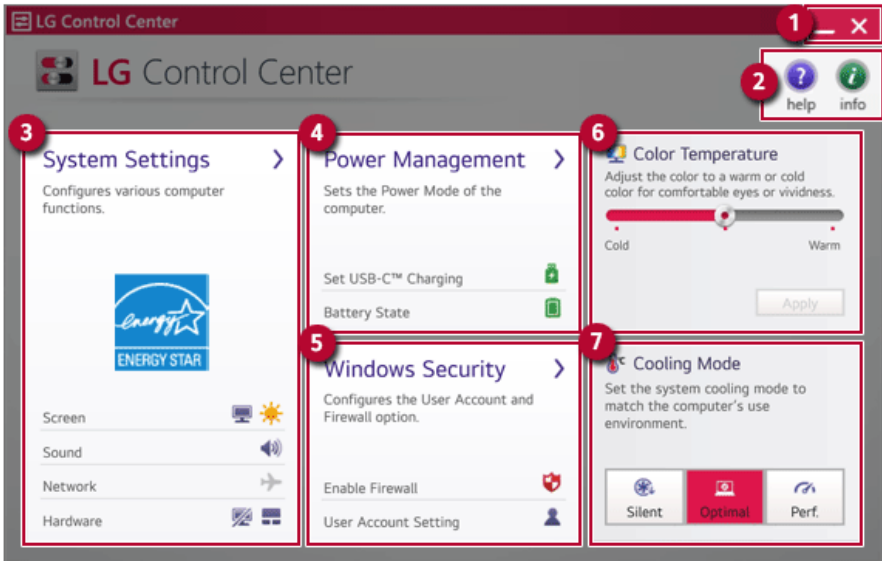 LG Control Center
1
LG Control Center
2
help info
3
System Settings
Configures various computer
functions.
energy
ENERGY STAR
Screen
Sound
Network
Hardware
4
Power Management
Sets the Power Mode of the
computer.
Set USB-C™ Charging
Battery State
5
Windows Security
Configures the User Account and
Firewall option.
Enable Firewall
User Account Setting
6
Color Temperature
Adjust the color to a warm or cold
color for comfortable eyes or vividness.
Cold Warm
Apply
7
Cooling Mode
Set the system cooling mode to
match the computer's use
environment.
Silent Optimal Perf.